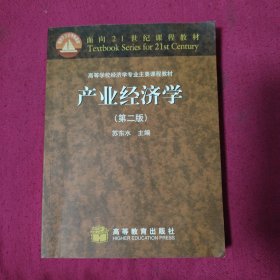 面向21世纪课程教材
Textbook Series for 21st Century
高等学校经济学专业主要课程教材
产业经济学
(第二版)
苏东水 主编
高等教育出版社
HIGHER EDUCATION PRESS